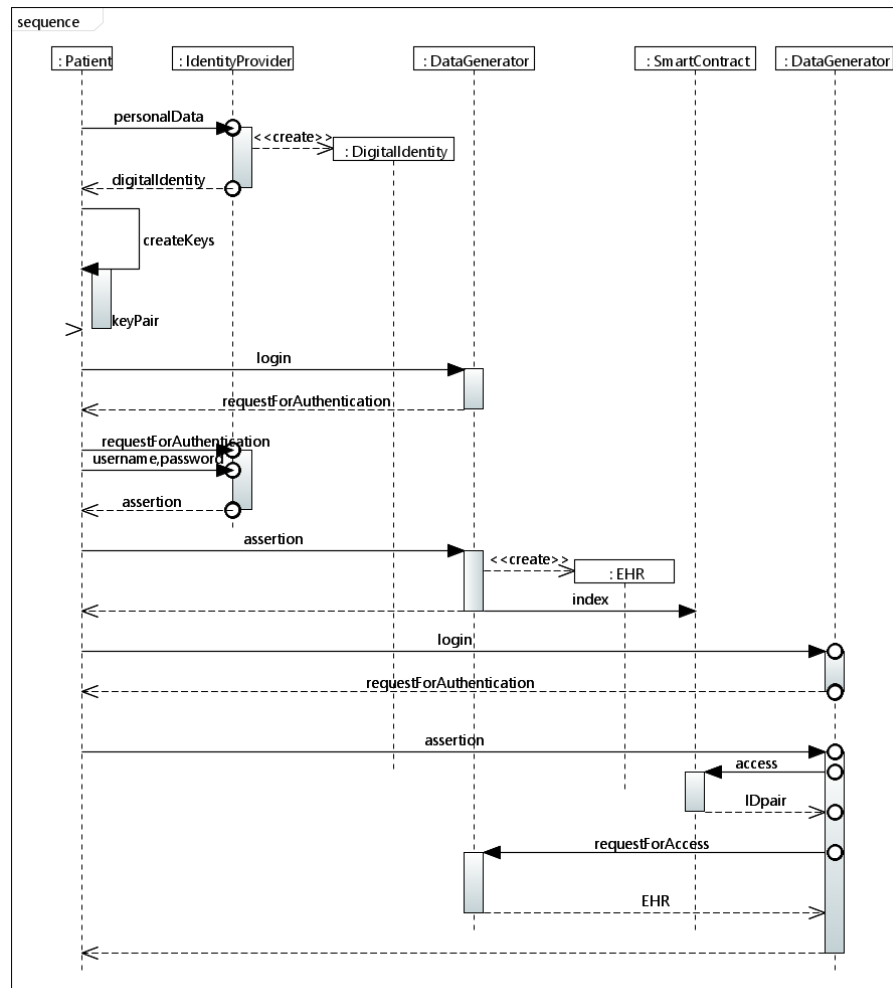 sequence
: Patient
: IdentityProvider
: DataGenerator
: SmartContract
: DataGenerator
personalData
<<create>>
: DigitalIdentity
digitalIdentity
createKeys
keyPair
login
requestForAuthentication
requestForAuthentication
username,password
assertion
assertion
<<create>>
: EHR
index
login
requestForAuthentication
assertion
access
IDpair
requestForAccess
EHR